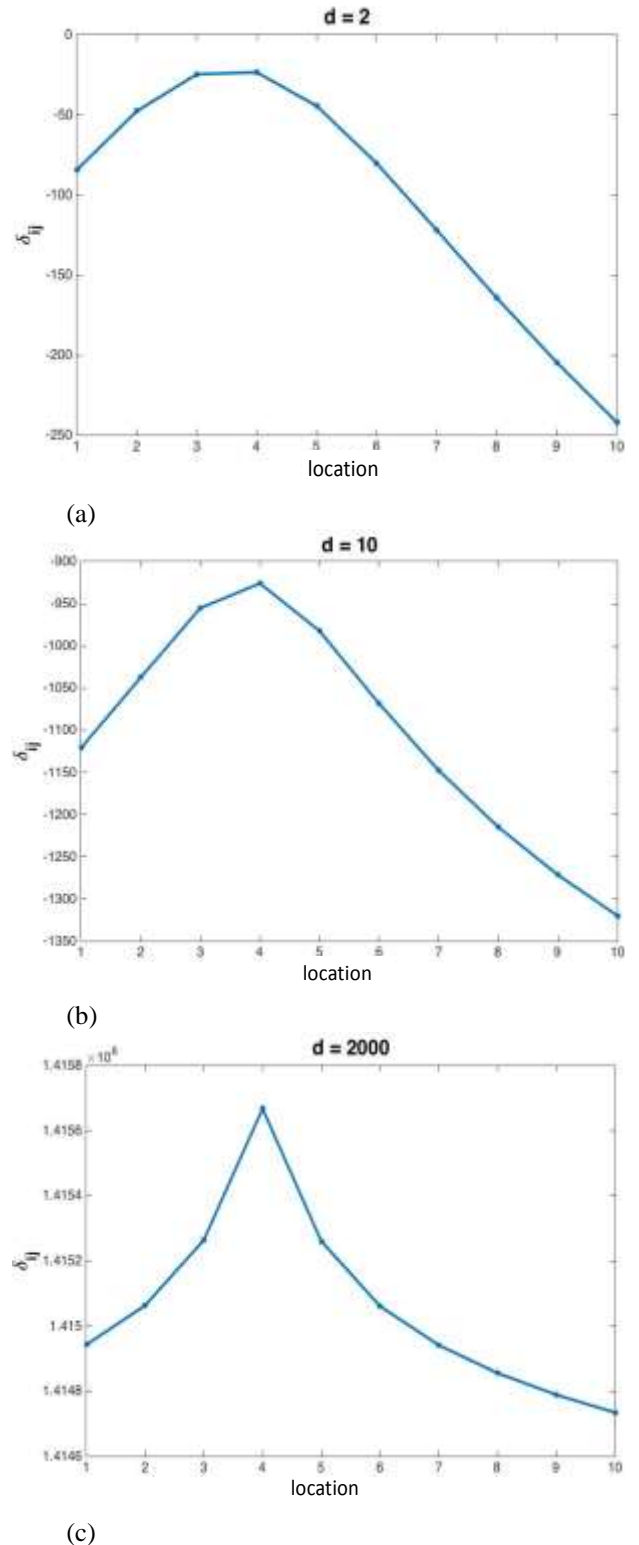 d = 2
0
-50
-100
-150
-200
-250
δij
1 2 3 4 5 6 7 8 9 10
location
(a)
d = 10
-900
-950
-1000
-1050
-1100
-1150
-1200
-1250
-1300
-1350
δij
1 2 3 4 5 6 7 8 9 10
location
(b)
d = 2000
1.4158
1.4156
1.4154
1.4152
1.415
1.4148
1.4146
δij
1 2 3 4 5 6 7 8 9 10
location
(c)